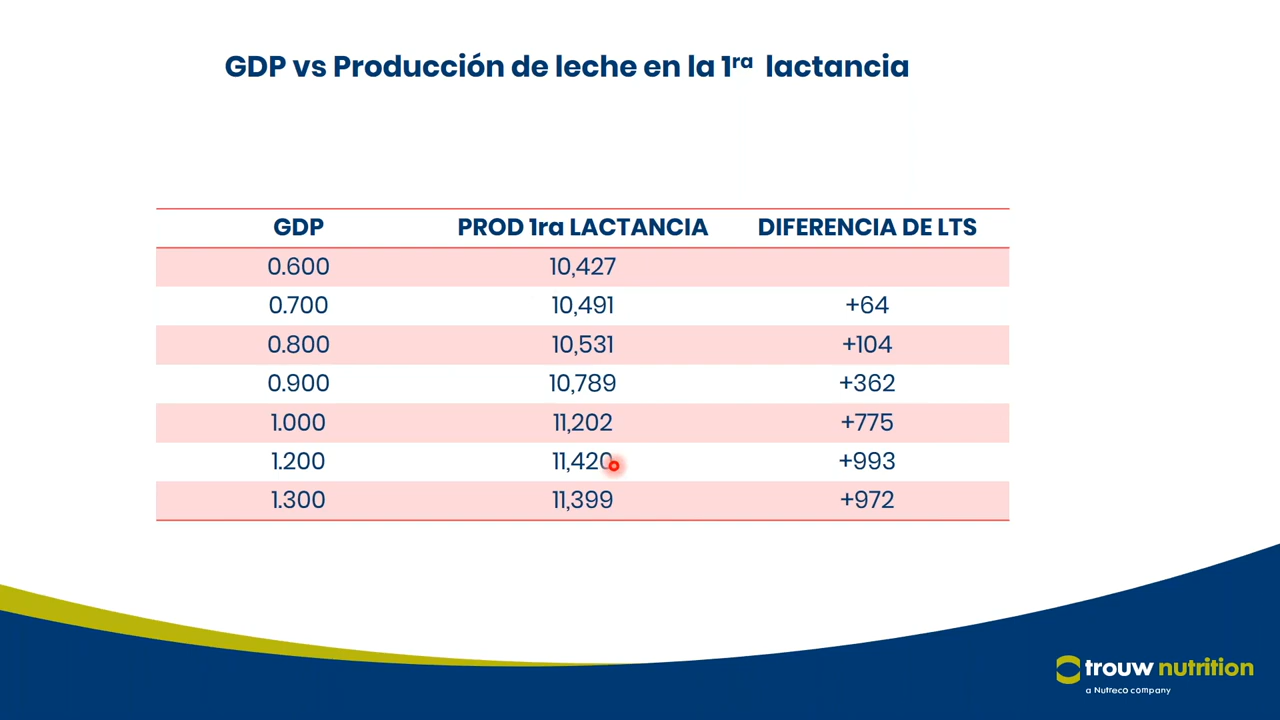 GDP vs Producción de leche en la 1ra lactancia
GDP PROD 1ra LACTANCIA DIFERENCIA DE LTS
0.600 10,427
0.700 10,491 +64
0.800 10,531 +104
0.900 10,789 +362
1.000 11,202 +775
1.200 11,420 +993
1.300 11,399 +972
trouw nutrition
a Nutreco company